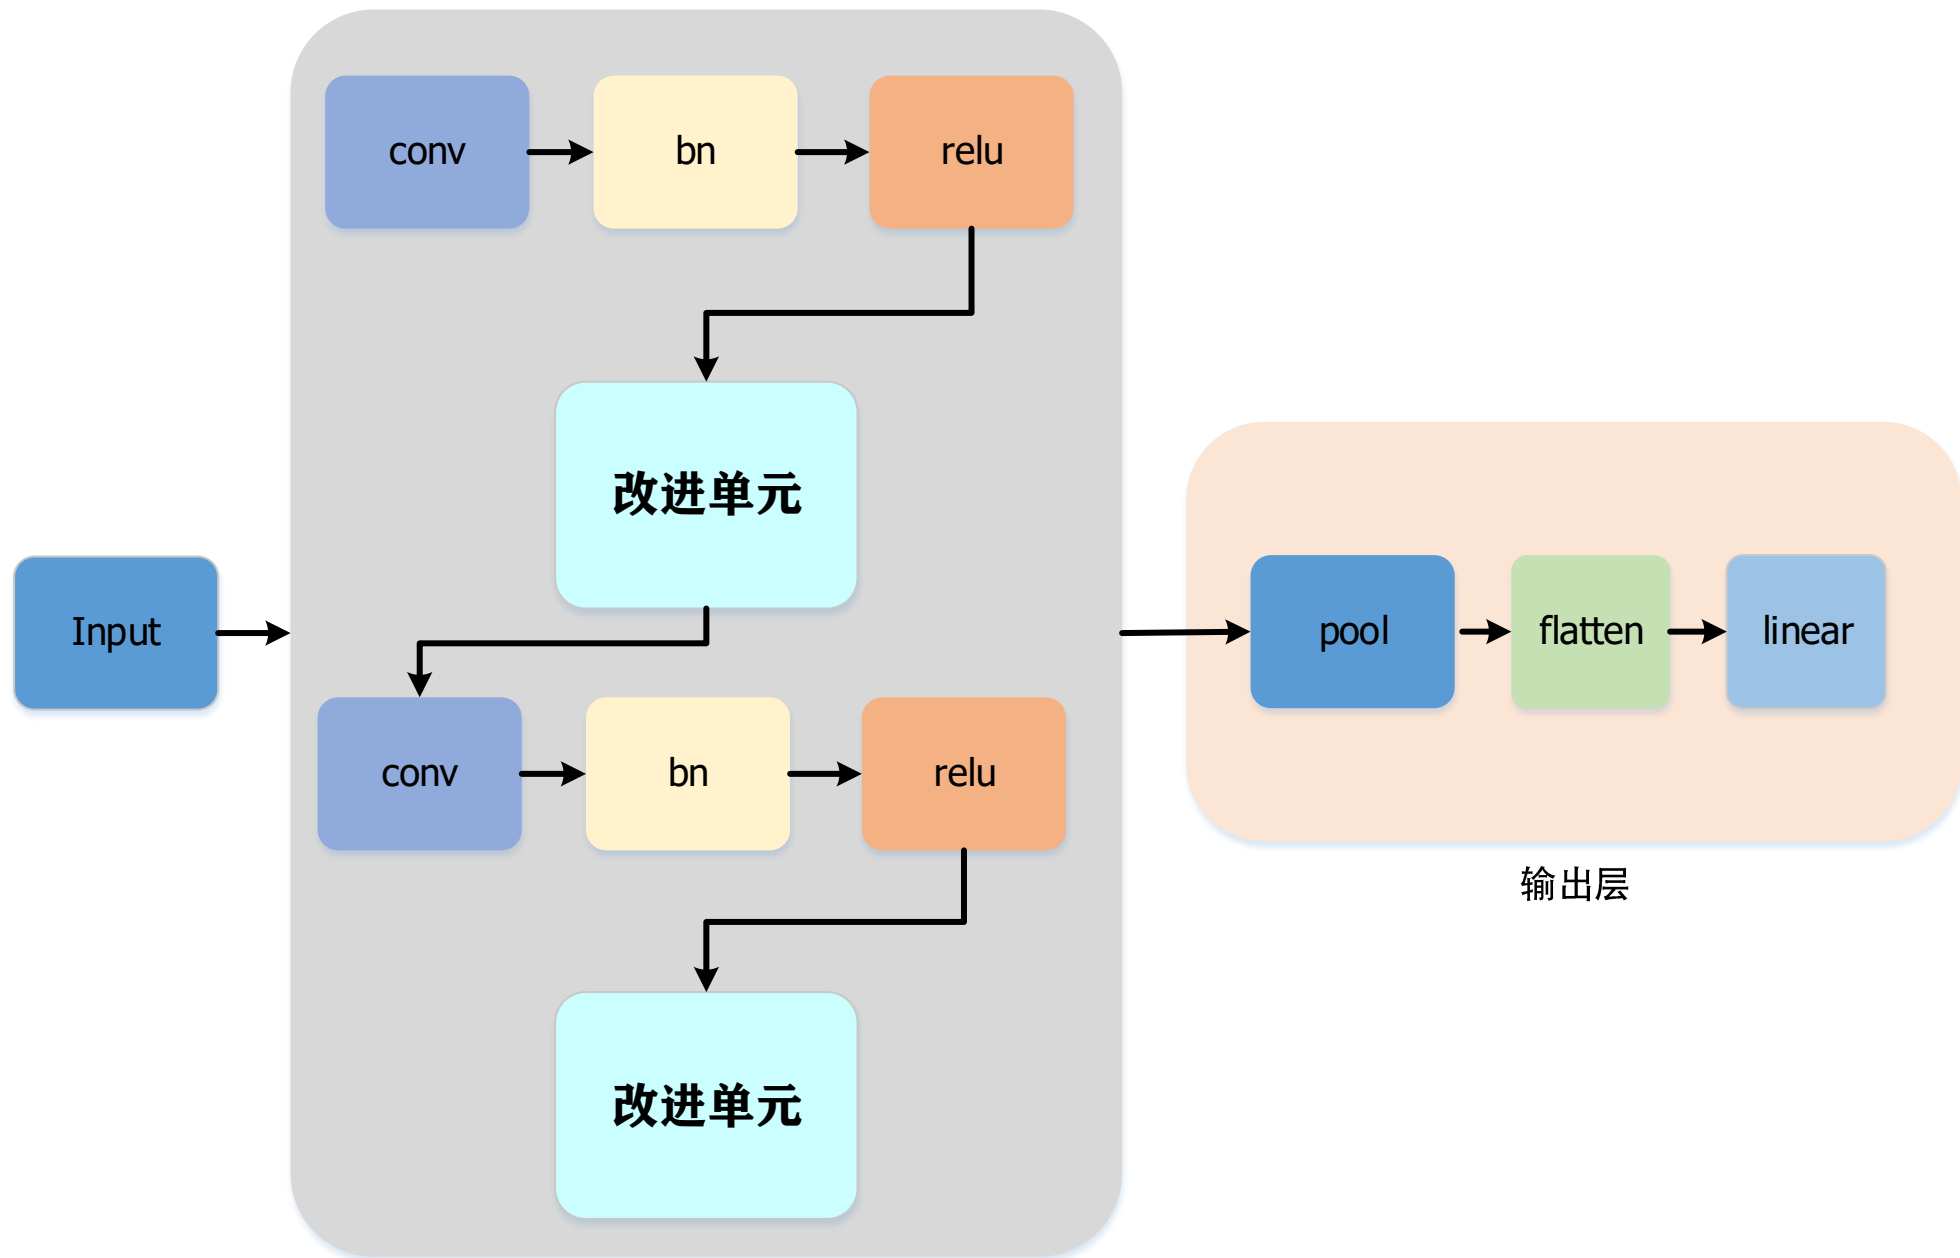 Input
conv
bn
relu
改进单元
conv
bn
relu
改进单元
pool
flatten
linear
输出层